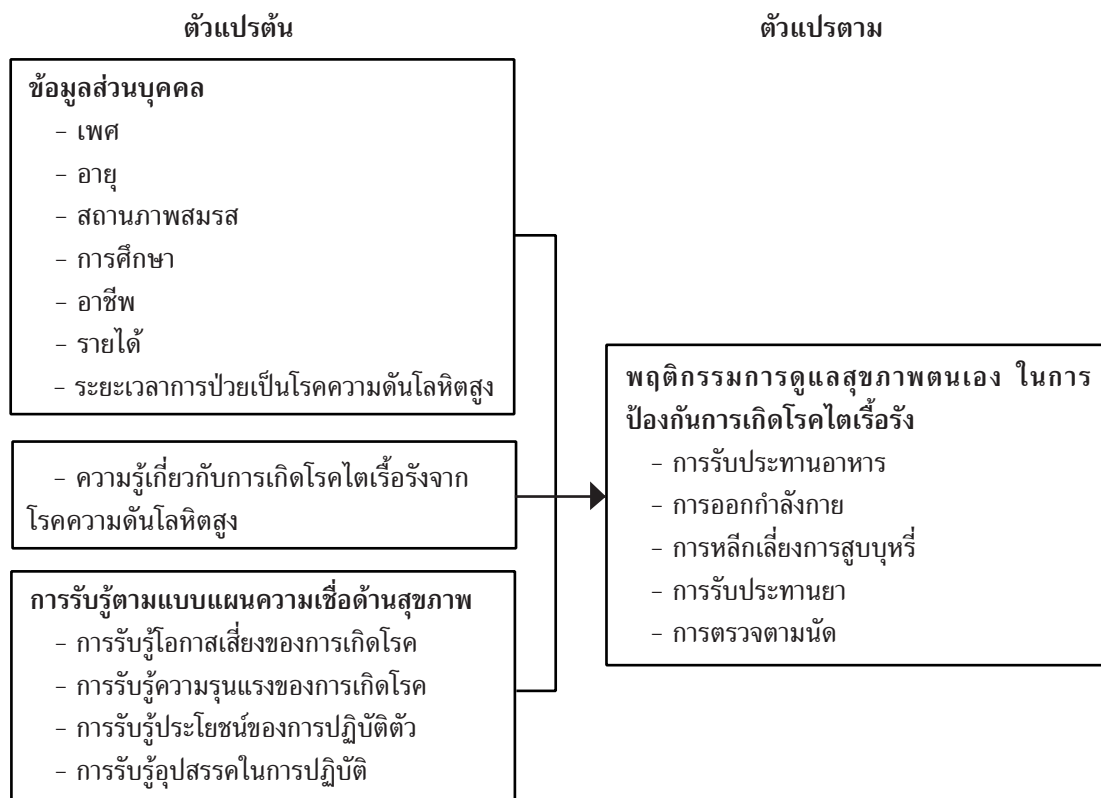 ตัวแปรต้น
ตัวแปรตาม
ข้อมูลส่วนบุคคล
– เพศ
– อายุ
– สถานภาพสมรส
– การศึกษา
– อาชีพ
– รายได้
– ระยะเวลาการป่วยเป็นโรคความดันโลหิตสูง
– ความรู้เกี่ยวกับการเกิดโรคไตเรื้อรังจาก
โรคความดันโลหิตสูง
การรับรู้ตามแบบแผนความเชื่อด้านสุขภาพ
– การรับรู้โอกาสเสี่ยงของการเกิดโรค
– การรับรู้ความรุนแรงของการเกิดโรค
– การรับรู้ประโยชน์ของการปฏิบัติตัว
– การรับรู้อุปสรรคในการปฏิบัติ
พฤติกรรมการดูแลสุขภาพตนเอง ในการ
ป้องกันการเกิดโรคไตเรื้อรัง
– การรับประทานอาหาร
– การออกกำลังกาย
– การหลีกเลี่ยงการสูบบุหรี่
– การรับประทานยา
– การตรวจตามนัด